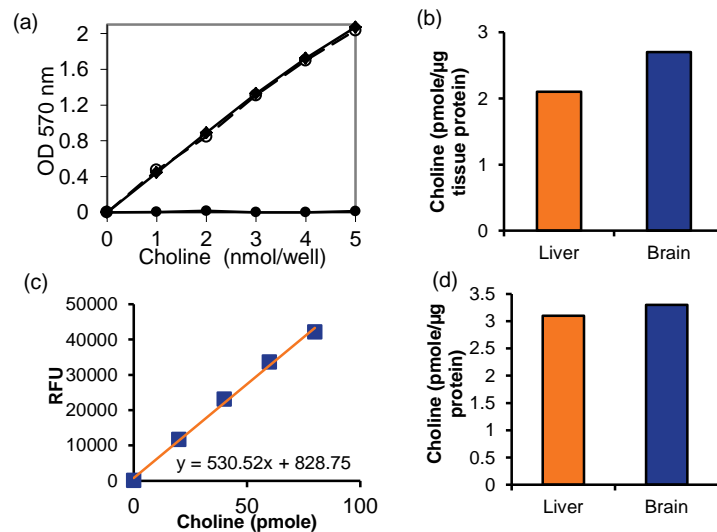 (a)
OD 570 nm
2
1.6
1.2
0.8
0.4
0
0 1 2 3 4 5
Choline (nmol/well)
(b)
Choline (pmole/µg
tissue protein)
3
2
1
0
Liver Brain
(c)
RFU
50000
40000
30000
20000
10000
0
y = 530.52x + 828.75
0 50 100
Choline (pmole)
(d)
Choline (pmole/µg
protein)
3.5
3
2.5
2
1.5
1
0.5
0
Liver Brain